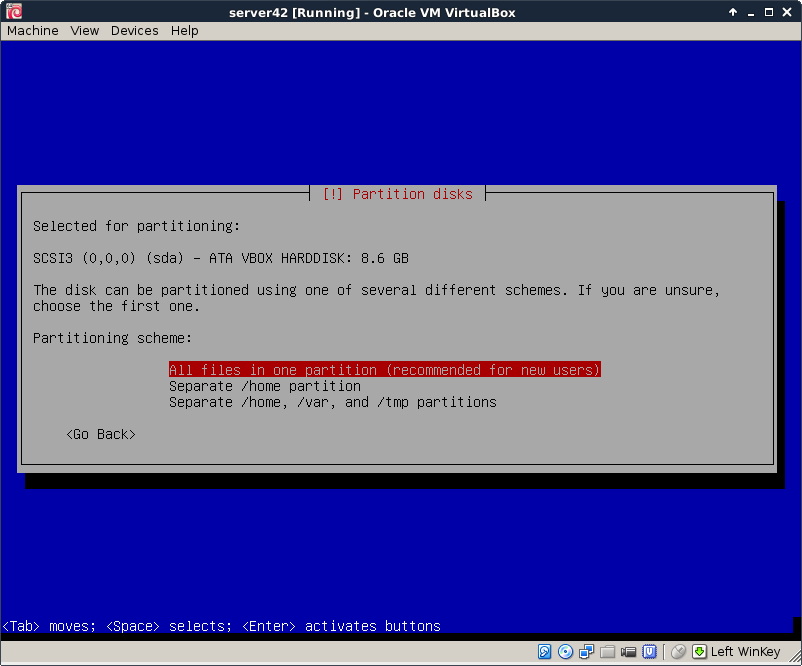 server42 [Running] - Oracle VM VirtualBox
Machine View Devices Help
[!] Partition disks
Selected for partitioning:
SCSI3 (0,0,0) (sda) - ATA VBOX HARDDISK: 8.6 GB
The disk can be partitioned using one of several different schemes. If you are unsure,
choose the first one.
Partitioning scheme:
All files in one partition (recommended for new users)
Separate /home partition
Separate /home, /var, and /tmp partitions
<Go Back>
<Tab> moves; <Space> selects; <Enter> activates buttons
Left WinKey